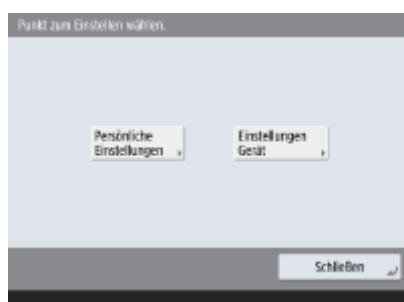 Punkt zum Einstellen wählen.
Persönliche
Einstellungen
Einstellungen
Gerät
Schließen